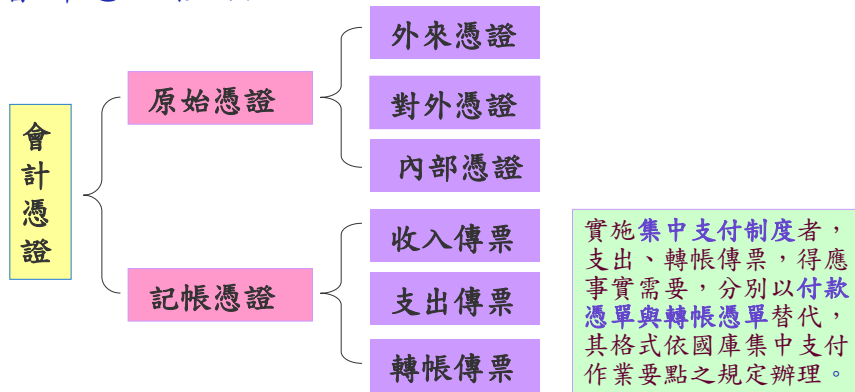 外來憑證
原始憑證
對外憑證
會計憑證
內部憑證
收入傳票
記帳憑證
支出傳票
轉帳傳票
實施集中支付制度者，
支出、轉帳傳票，得應
事實需要，分別以付款
憑單與轉帳憑單替代，
其格式依國庫集中支付
作業要點之規定辦理。